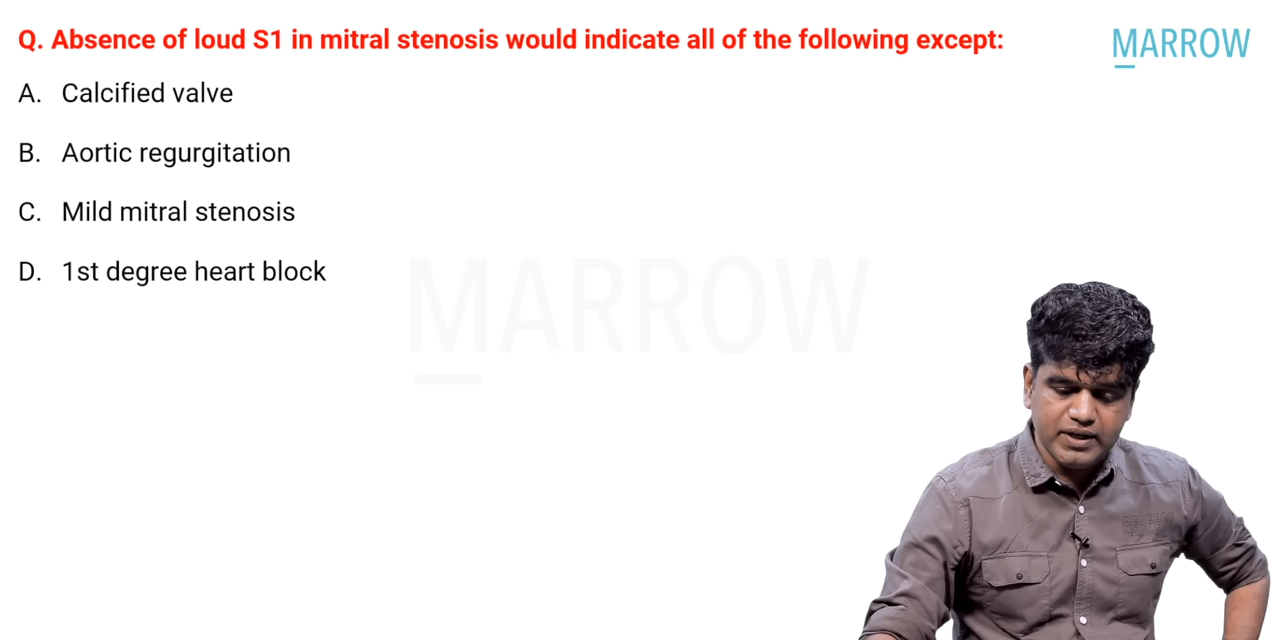 Q. Absence of loud S1 in mitral stenosis would indicate all of the following except:
MARROW
A. Calcified valve
B. Aortic regurgitation
C. Mild mitral stenosis
D. 1st degree heart block
MARROW